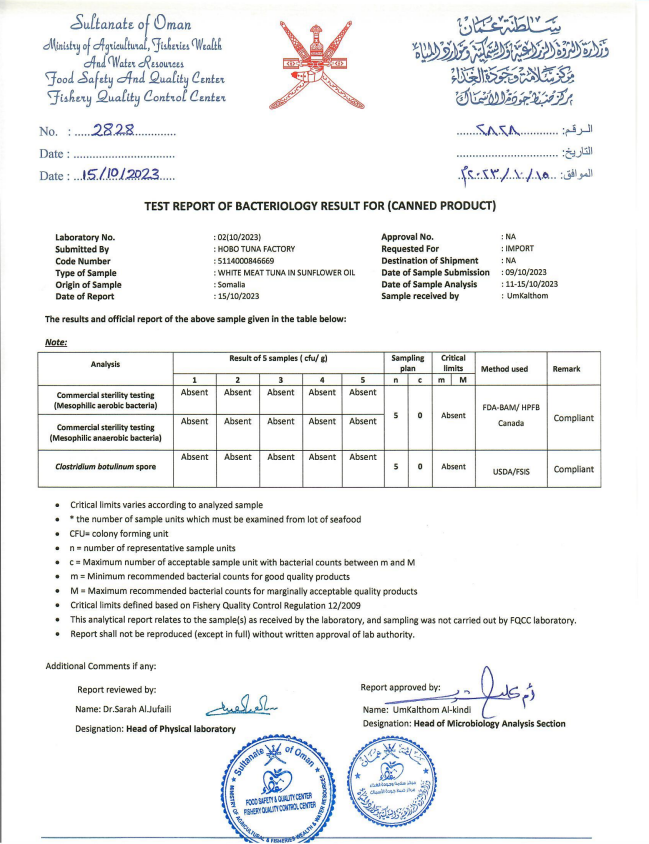 Sultanate of Oman
Ministry of Agricultural, Fisheries Wealth
And Water Resources
Food Safety And Quality Center
Fishery Quality Control Center
سلطنة عمان
وزارة الثروة الزراعية والسمكية وموارد المياه
مركز سلامة وجودة الغذاء
مركز ضبط جودة الأسماك
No. : ...2828.............
الرقم: ............٢٨٢٨......
Date : ................................
التاريخ: ................................
Date : ...15/10/2023.....
الموافق: ..١٥/١٠/٢٠٢٣م.
TEST REPORT OF BACTERIOLOGY RESULT FOR (CANNED PRODUCT)
Laboratory No. : 02(10/2023)
Submitted By : HOBO TUNA FACTORY
Code Number : 5114000846669
Type of Sample : WHITE MEAT TUNA IN SUNFLOWER OIL
Origin of Sample : Somalia
Date of Report : 15/10/2023
Approval No. : NA
Requested For : IMPORT
Destination of Shipment : NA
Date of Sample Submission : 09/10/2023
Date of Sample Analysis : 11-15/10/2023
Sample received by : UmKalthom
The results and official report of the above sample given in the table below:
Note:
Analysis Result of 5 samples ( cfu/ g) Sampling plan Critical limits Method used Remark
1 2 3 4 5 n c m M
Commercial sterility testing (Mesophilic aerobic bacteria) Absent Absent Absent Absent Absent 5 0 Absent FDA-BAM/ HPFB Canada Compliant
Commercial sterility testing (Mesophilic anaerobic bacteria) Absent Absent Absent Absent Absent
Clostridium botulinum spore Absent Absent Absent Absent Absent 5 0 Absent USDA/FSIS Compliant
• Critical limits varies according to analyzed sample
• * the number of sample units which must be examined from lot of seafood
• CFU= colony forming unit
• n = number of representative sample units
• c = Maximum number of acceptable sample unit with bacterial counts between m and M
• m = Minimum recommended bacterial counts for good quality products
• M = Maximum recommended bacterial counts for marginally acceptable quality products
• Critical limits defined based on Fishery Quality Control Regulation 12/2009
• This analytical report relates to the sample(s) as received by the laboratory, and sampling was not carried out by FQCC laboratory.
• Report shall not be reproduced (except in full) without written approval of lab authority.
Additional Comments if any:
Report reviewed by:
Name: Dr.Sarah Al.Jufaili
Designation: Head of Physical laboratory
Report approved by:
Name: UmKalthom Al-kindi
Designation: Head of Microbiology Analysis Section
Sultanate of Oman
FOOD SAFETY & QUALITY CENTER
FISHERY QUALITY CONTROL CENTER
MINISTRY OF AGRICULTURAL & FISHERIES WEALTH & WATER RESOURCES
سلطنة عمان